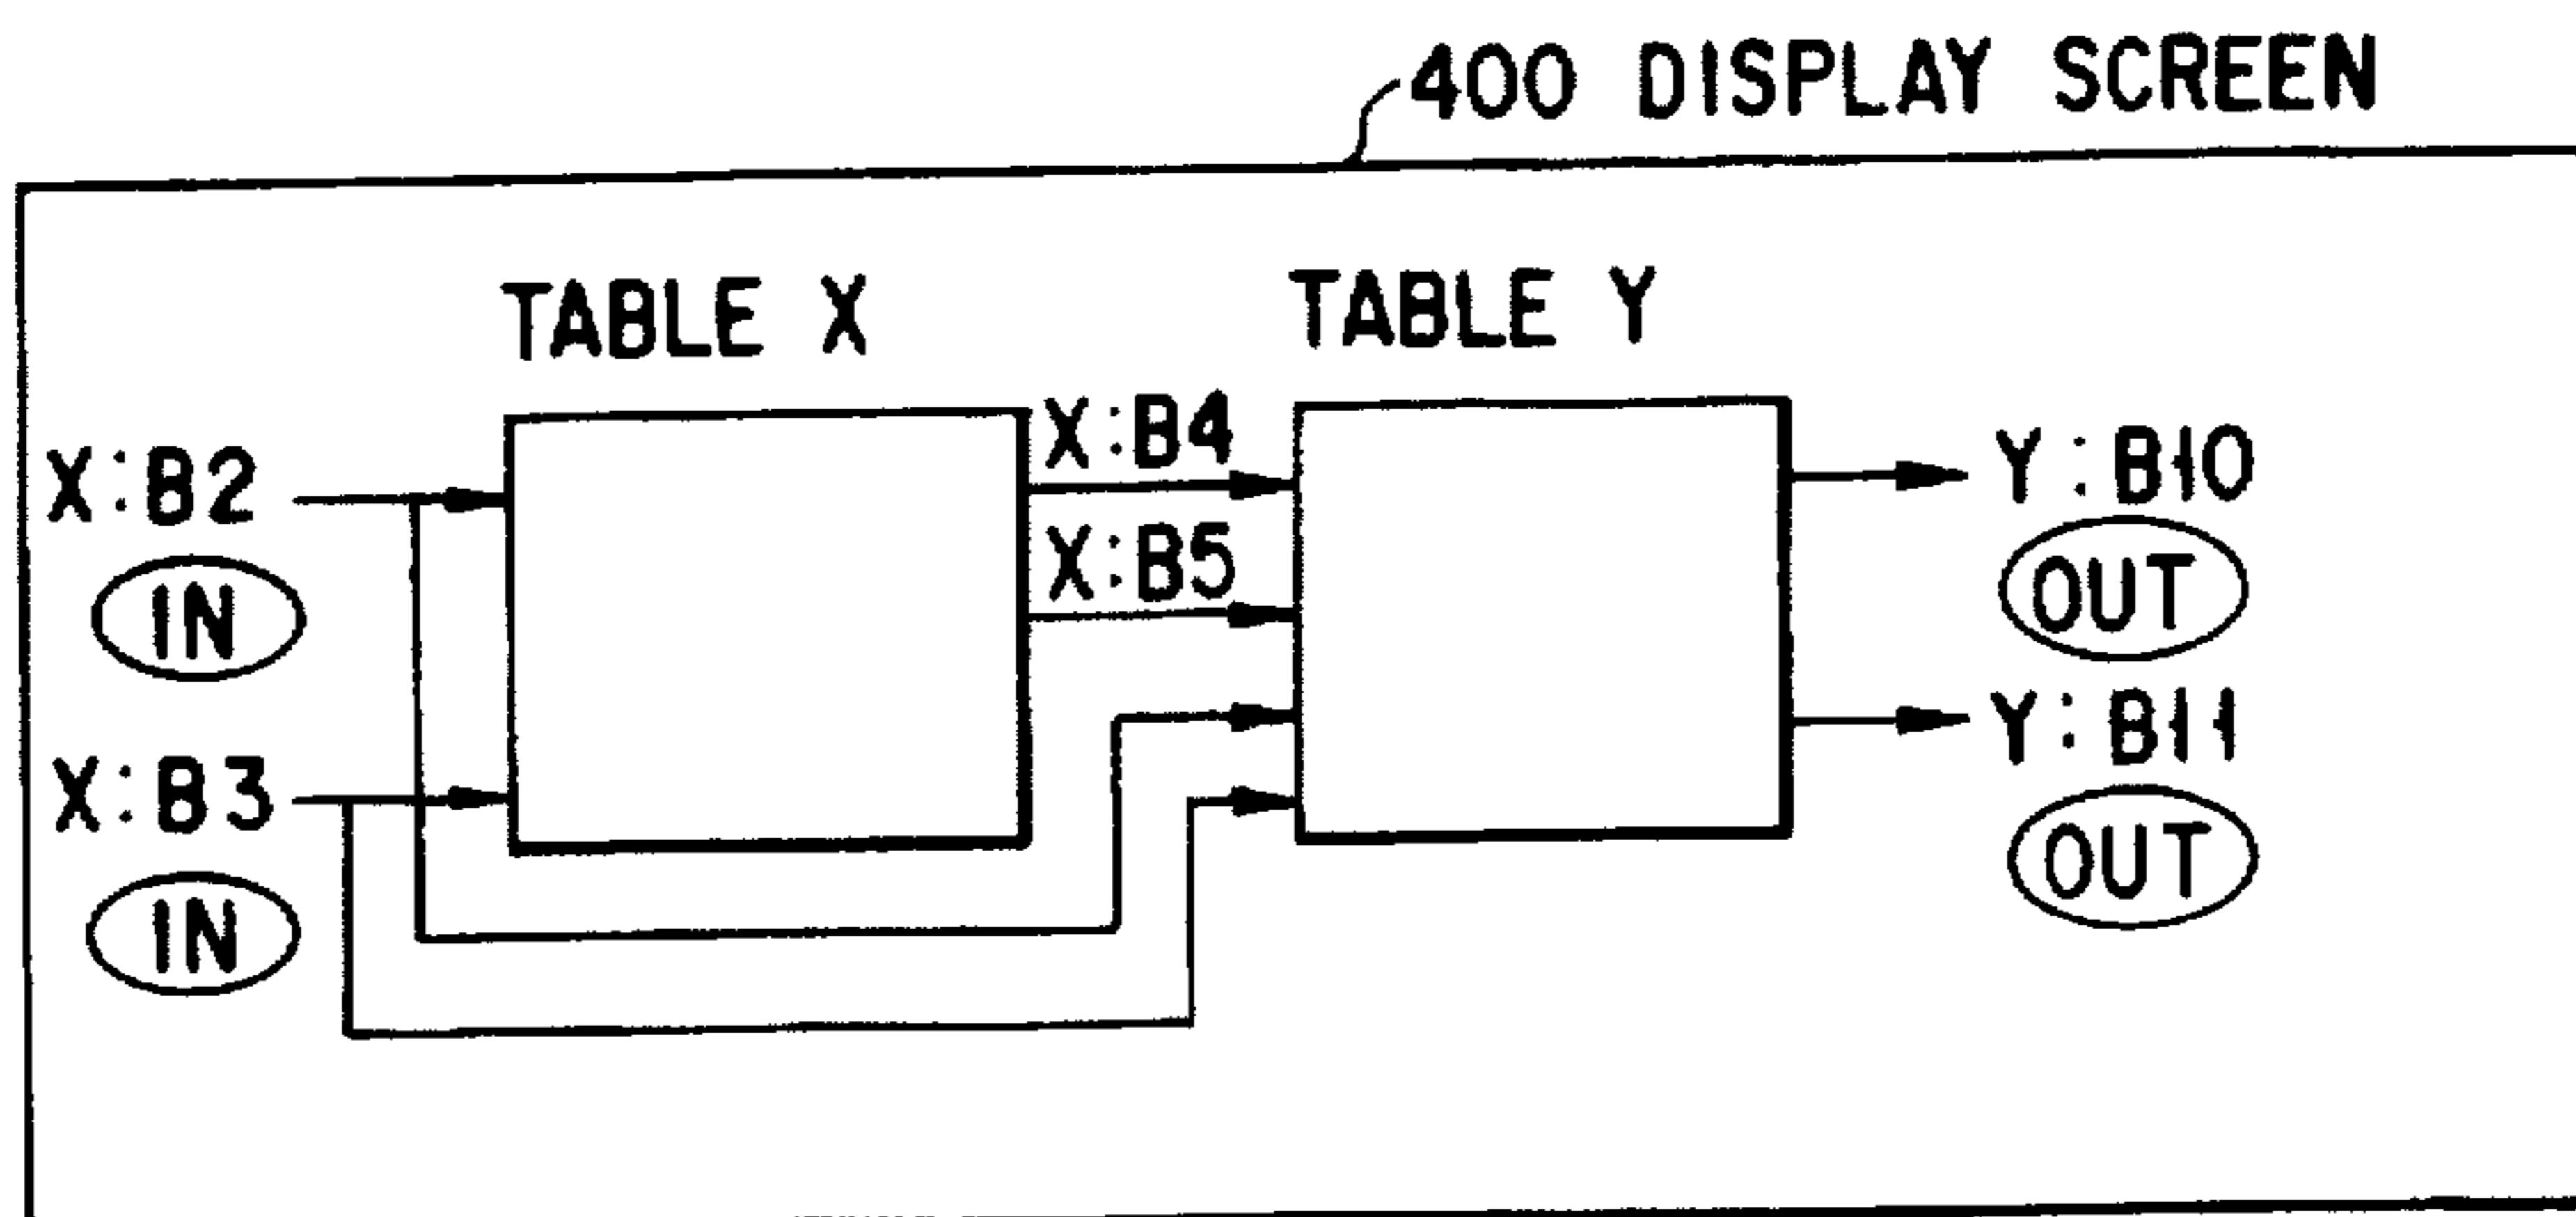 400 DISPLAY SCREEN
TABLE X
TABLE Y
X:B2
IN
X:B3
IN
X:B4
X:B5
Y:B10
OUT
Y:B11
OUT